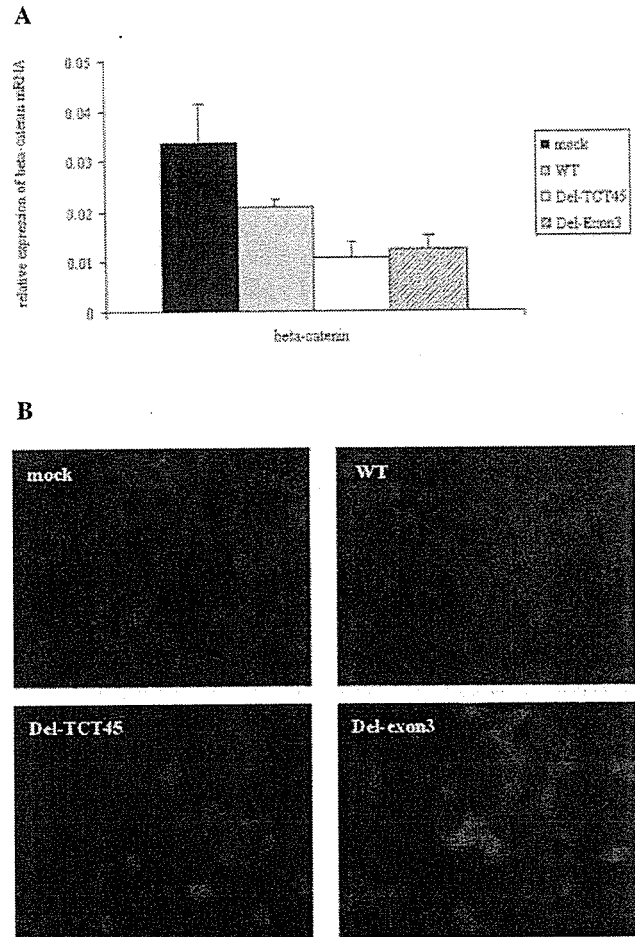 A
relative expression of beta-catenin mRNA
0.05
0.04
0.03
0.02
0.01
0
beta-catenin
mock
WT
Del-TCT45
Del-Exon3
B
mock
WT
Del-TCT45
Del-exon3